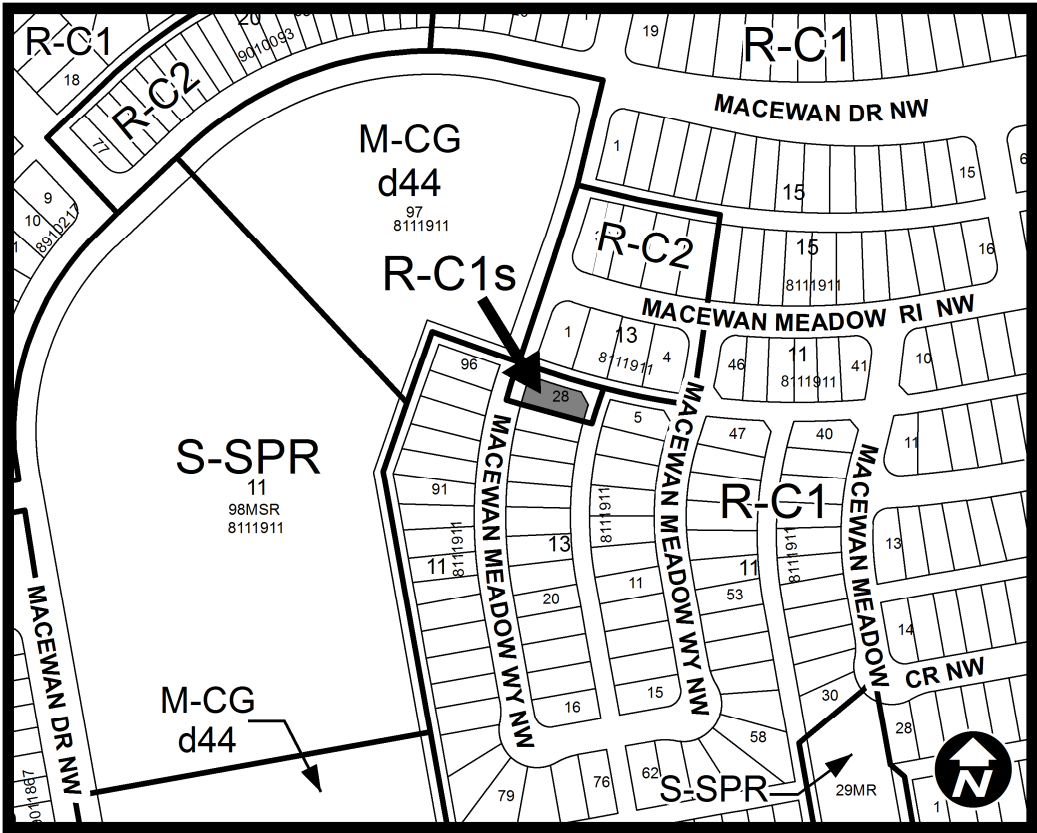 R-C1
20
9010093
19
R-C1
18
R-C2
77
MACEWAN DR NW
M-CG
d44
97
8111911
1
15
15
6
9
10
8910217
R-C2
15
8111911
16
R-C1s
MACEWAN MEADOW RI NW
1
13
8111911
4
46
11
8111911
41
10
96
28
5
47
40
11
S-SPR
11
98MSR
8111911
MACEWAN MEADOW WY NW
MACEWAN MEADOW WY NW
R-C1
MACEWAN MEADOW
CR NW
91
8111911
11
13
8111911
11
8111911
13
20
11
53
14
MACEWAN DR NW
M-CG
d44
16
15
30
28
58
S-SPR
29MR
79
76
62
1
N